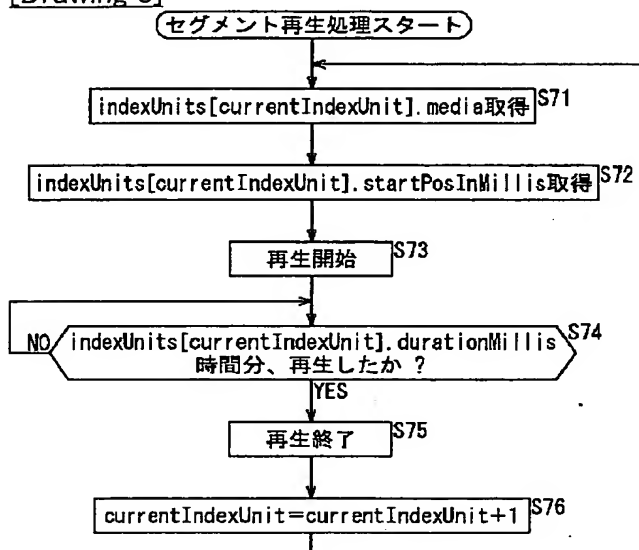 セグメント再生処理スタート
indexUnits[currentIndexUnit].media取得 S71
indexUnits[currentIndexUnit].startPosInMillis取得 S72
再生開始 S73
indexUnits[currentIndexUnit].durationMillis S74
NO 時間分、再生したか ?
YES
再生終了 S75
currentIndexUnit=currentIndexUnit+1 S76